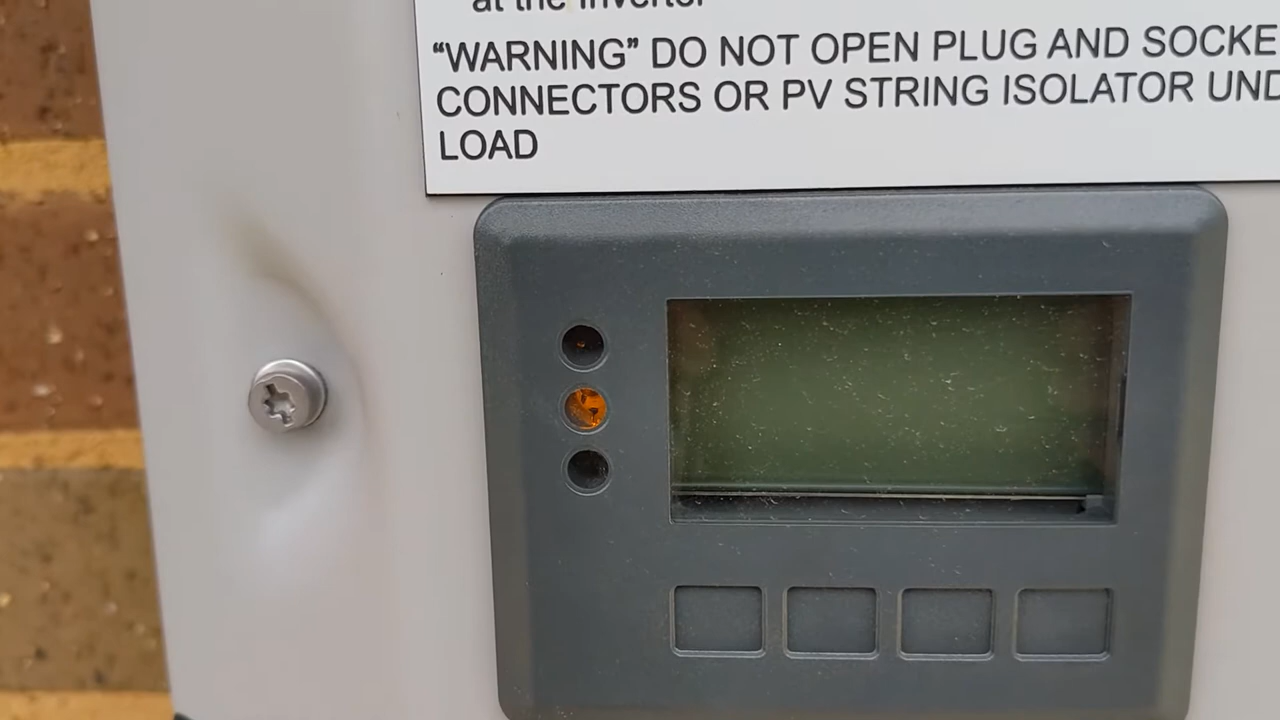 at the inverter
"WARNING" DO NOT OPEN PLUG AND SOCKE
CONNECTORS OR PV STRING ISOLATOR UND
LOAD